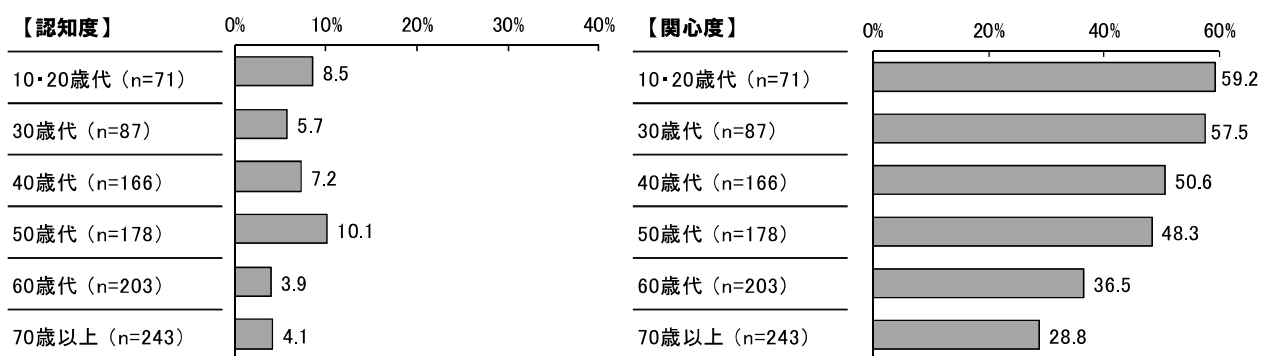 【認知度】
0% 10% 20% 30% 40%
10・20歳代（n=71） 8.5
30歳代（n=87） 5.7
40歳代（n=166） 7.2
50歳代（n=178） 10.1
60歳代（n=203） 3.9
70歳以上（n=243） 4.1
【関心度】
0% 20% 40% 60%
10・20歳代（n=71） 59.2
30歳代（n=87） 57.5
40歳代（n=166） 50.6
50歳代（n=178） 48.3
60歳代（n=203） 36.5
70歳以上（n=243） 28.8